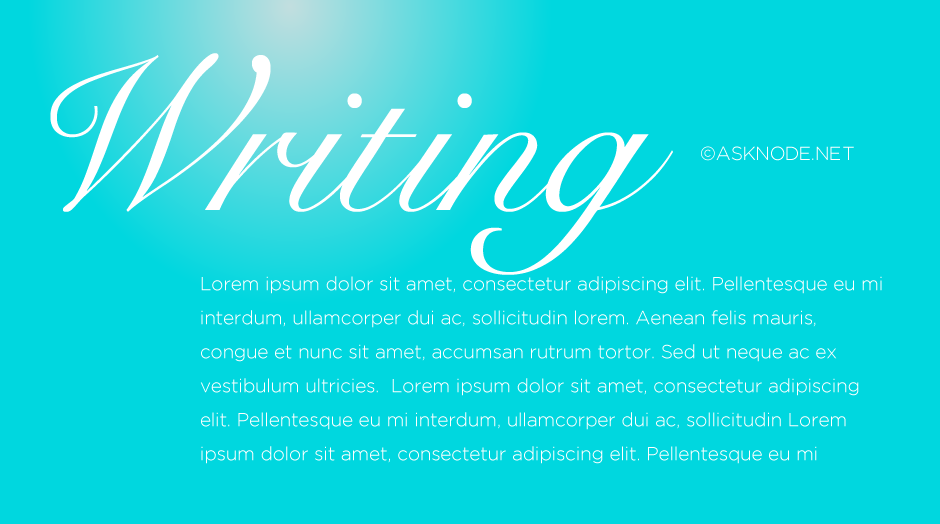 Writing
©ASKNODE.NET
Lorem ipsum dolor sit amet, consectetur adipiscing elit. Pellentesque eu mi
interdum, ullamcorper dui ac, sollicitudin lorem. Aenean felis mauris,
congue et nunc sit amet, accumsan rutrum tortor. Sed ut neque ac ex
vestibulum ultricies.  Lorem ipsum dolor sit amet, consectetur adipiscing
elit. Pellentesque eu mi interdum, ullamcorper dui ac, sollicitudin Lorem
ipsum dolor sit amet, consectetur adipiscing elit. Pellentesque eu mi